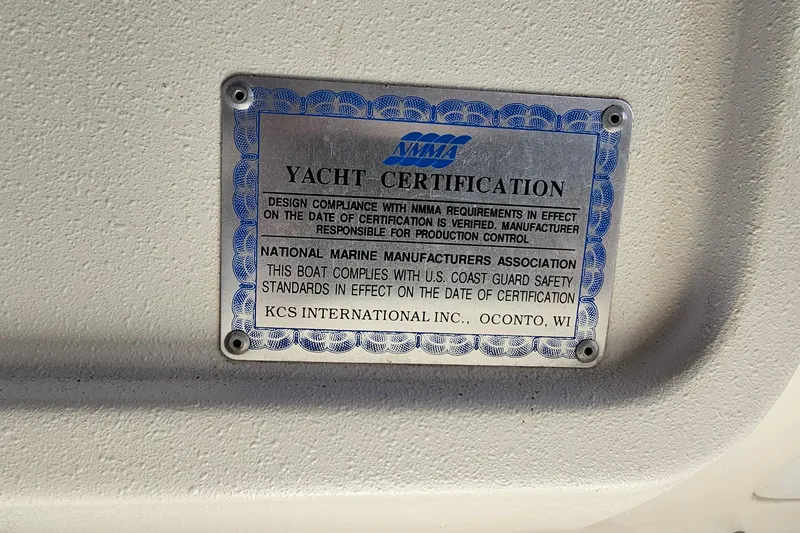 NMMA
YACHT CERTIFICATION
DESIGN COMPLIANCE WITH NMMA REQUIREMENTS IN EFFECT
ON THE DATE OF CERTIFICATION IS VERIFIED. MANUFACTURER
RESPONSIBLE FOR PRODUCTION CONTROL
NATIONAL MARINE MANUFACTURERS ASSOCIATION
THIS BOAT COMPLIES WITH U.S. COAST GUARD SAFETY
STANDARDS IN EFFECT ON THE DATE OF CERTIFICATION
KCS INTERNATIONAL INC., OCONTO, WI